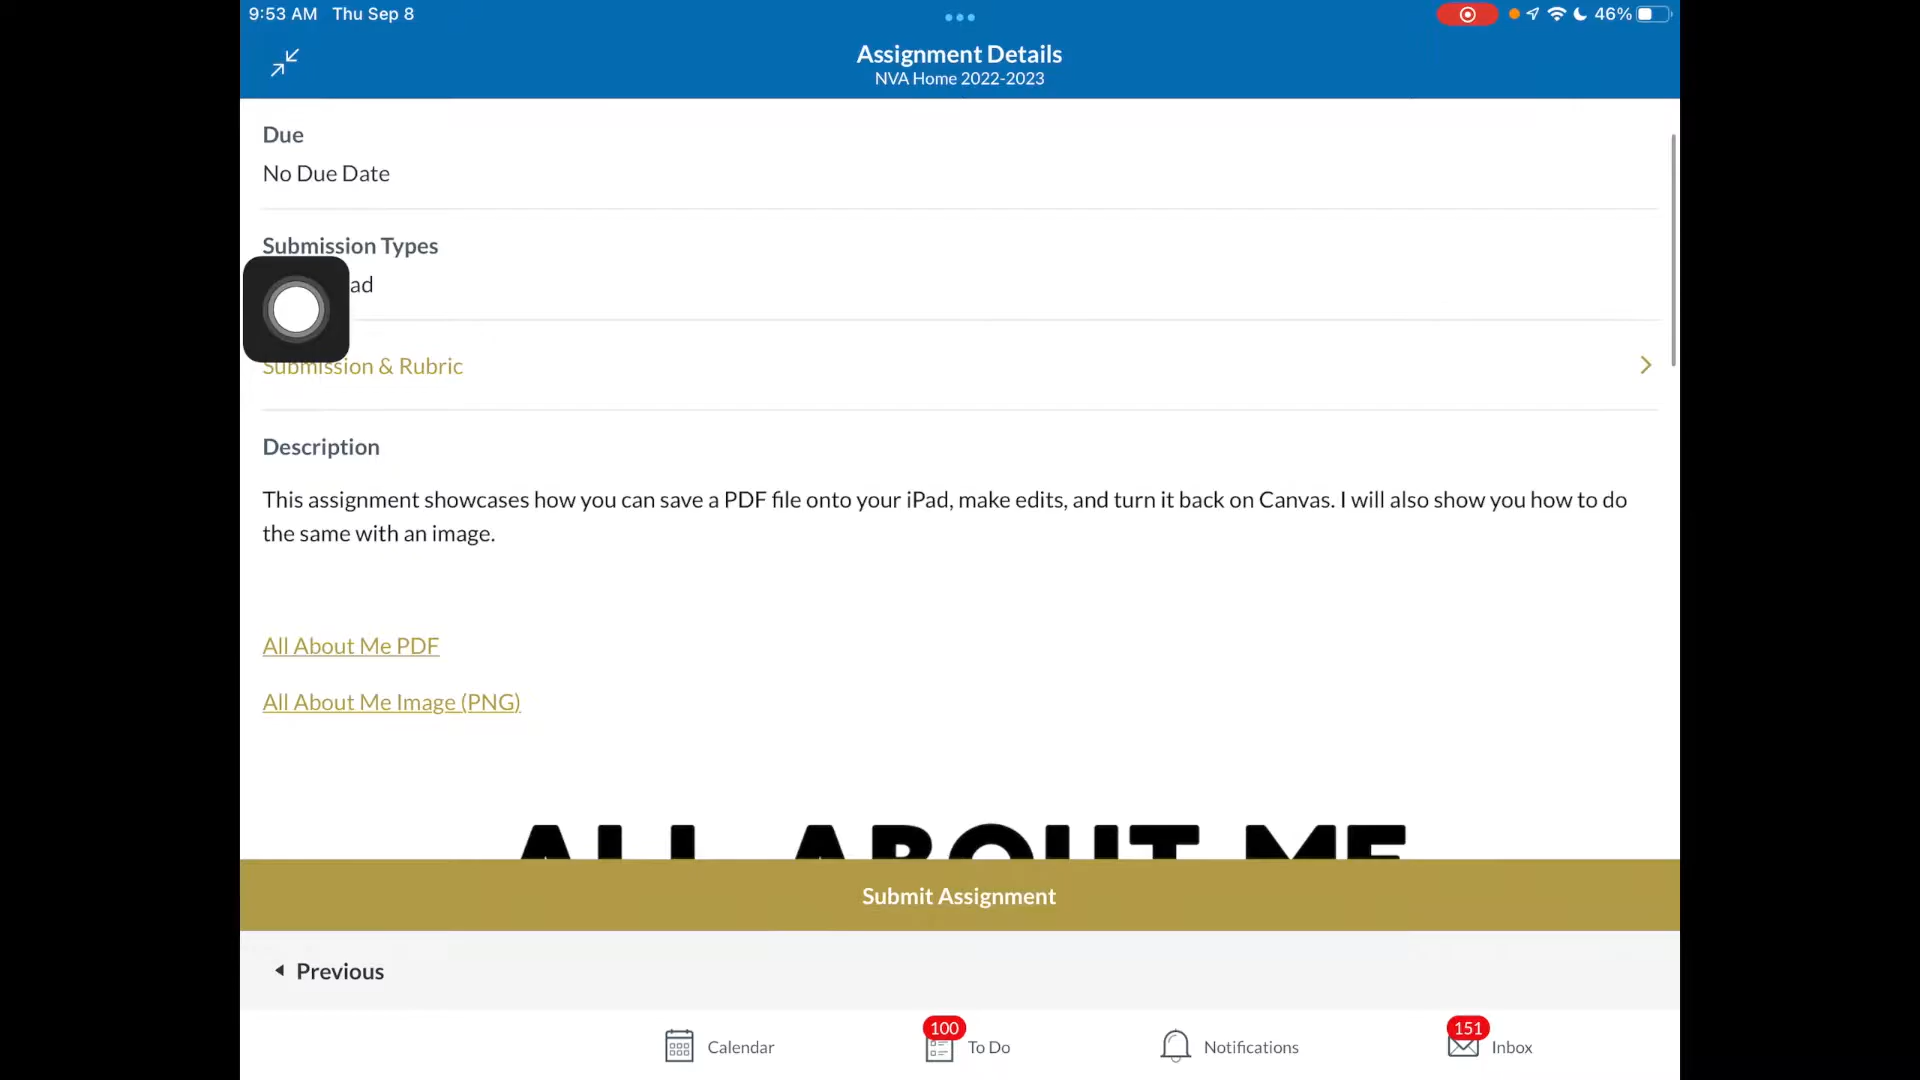 9:53 AM Thu Sep 8
46%
Assignment Details
NVA Home 2022-2023
Due
No Due Date
Submission Types
ad
Submission & Rubric
Description
This assignment showcases how you can save a PDF file onto your iPad, make edits, and turn it back on Canvas. I will also show you how to do
the same with an image.
All About Me PDF
All About Me Image (PNG)
ALL ABOUT ME
Submit Assignment
Previous
Calendar
100
To Do
Notifications
151
Inbox